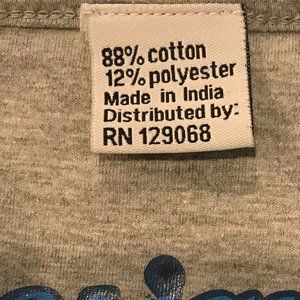 88% cotton
12% polyester
Made in India
Distributed by:
RN 129068